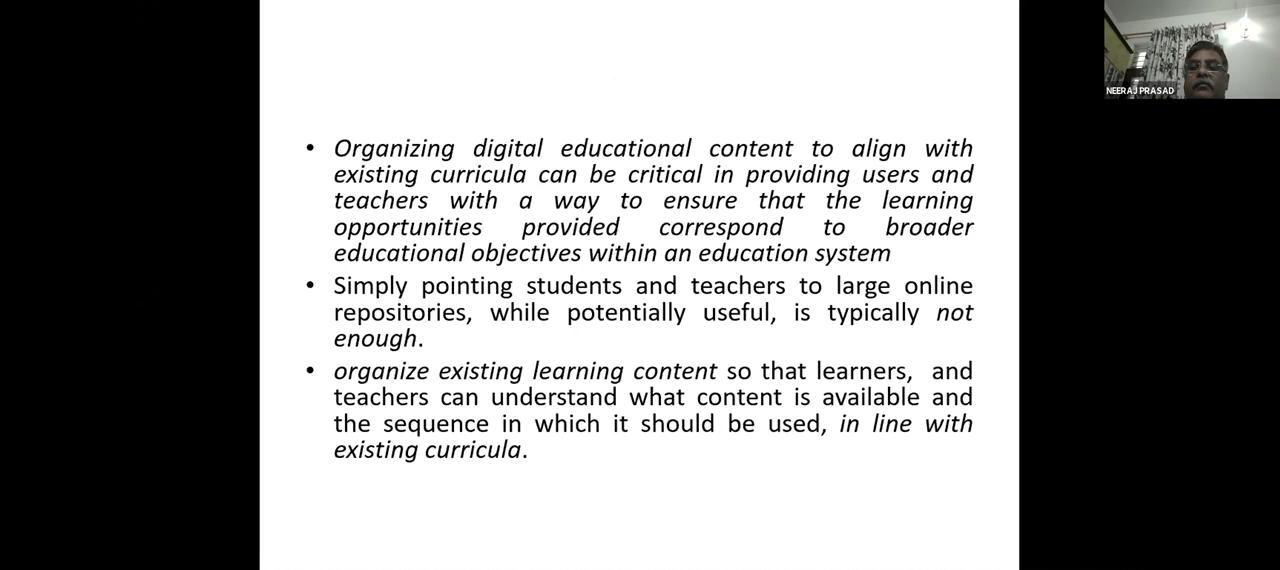 • Organizing digital educational content to align with
existing curricula can be critical in providing users and
teachers with a way to ensure that the learning
opportunities provided correspond to broader
educational objectives within an education system
• Simply pointing students and teachers to large online
repositories, while potentially useful, is typically not
enough.
• organize existing learning content so that learners, and
teachers can understand what content is available and
the sequence in which it should be used, in line with
existing curricula.
NEERAJ PRASAD